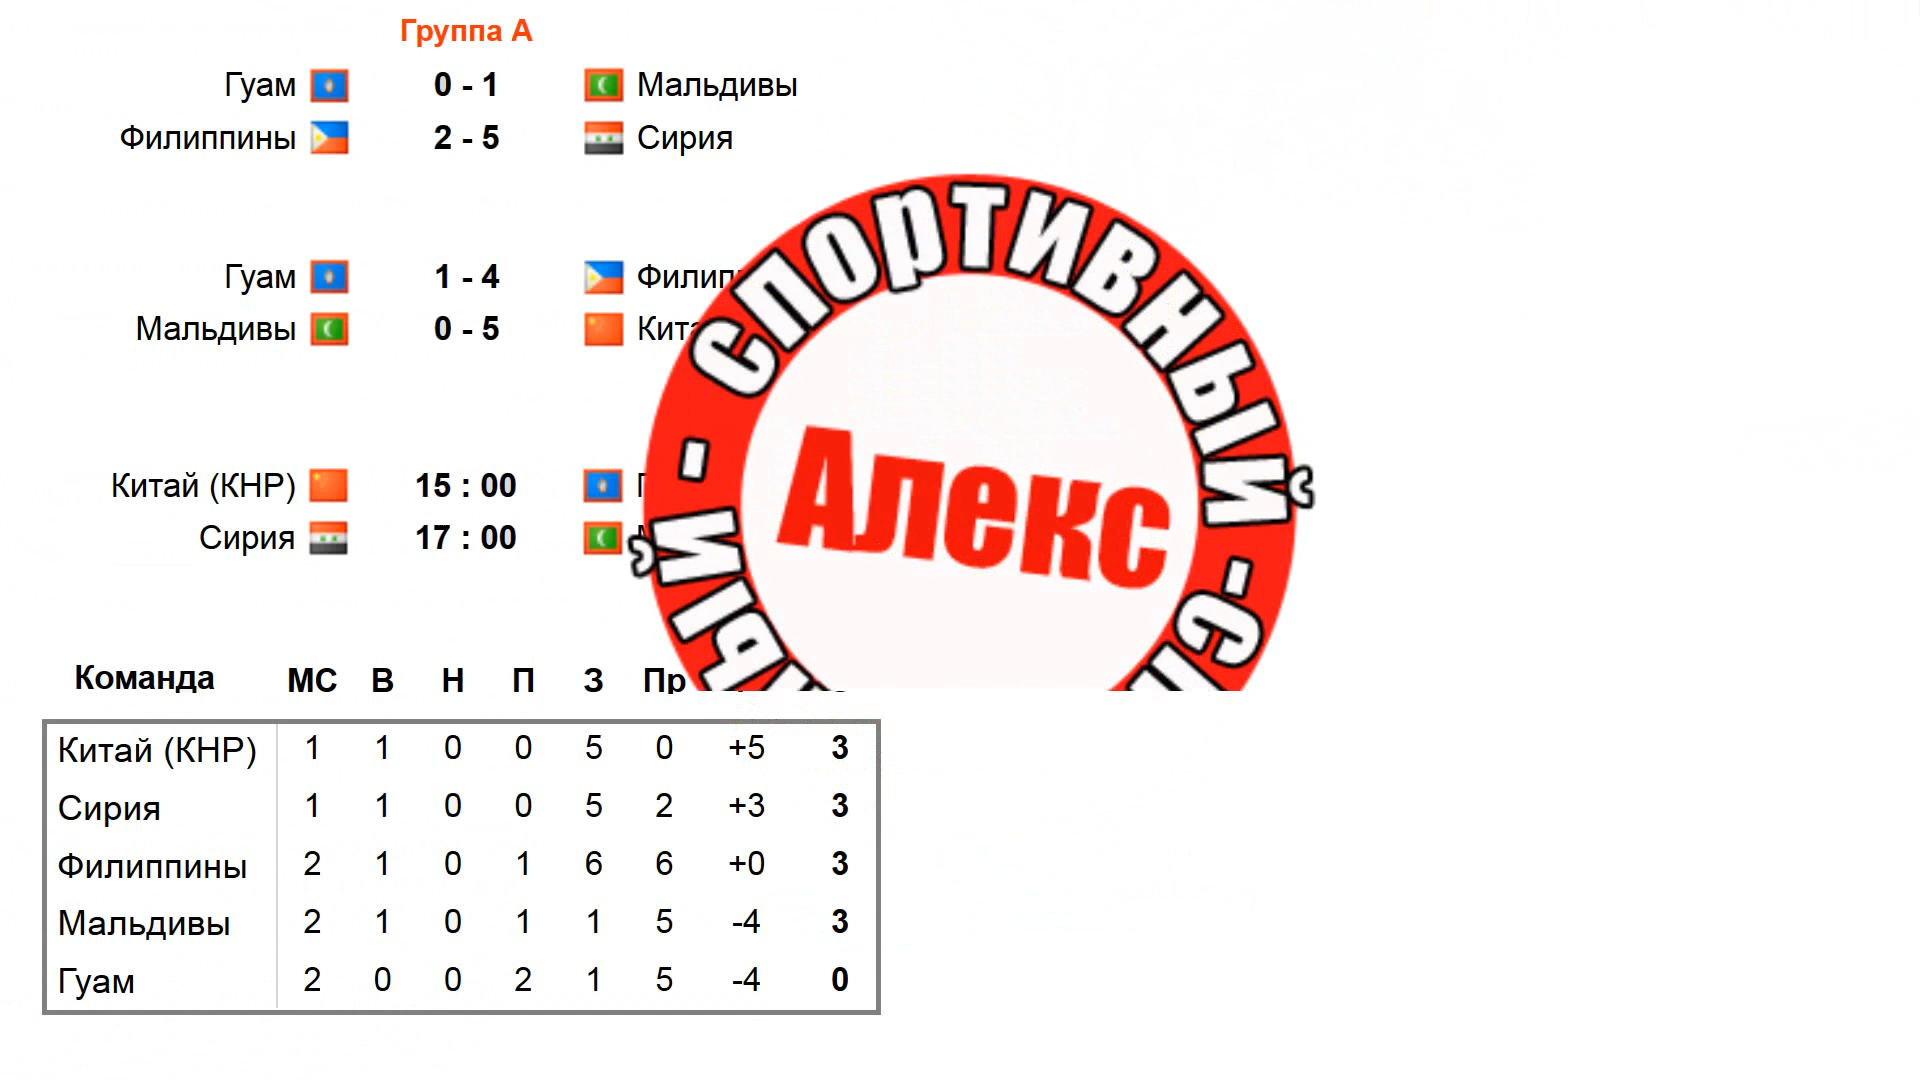 Группа А
Гуам 0 - 1 Мальдивы
Филиппины 2 - 5 Сирия
Гуам 1 - 4
Мальдивы 0 - 5
Китай (КНР) 15 : 00
Сирия 17 : 00
- СПОРТИВНЫЙ -
Алекс
Команда МС В Н П З Пр
Китай (КНР) 1 1 0 0 5 0 +5 3
Сирия 1 1 0 0 5 2 +3 3
Филиппины 2 1 0 1 6 6 +0 3
Мальдивы 2 1 0 1 1 5 -4 3
Гуам 2 0 0 2 1 5 -4 0